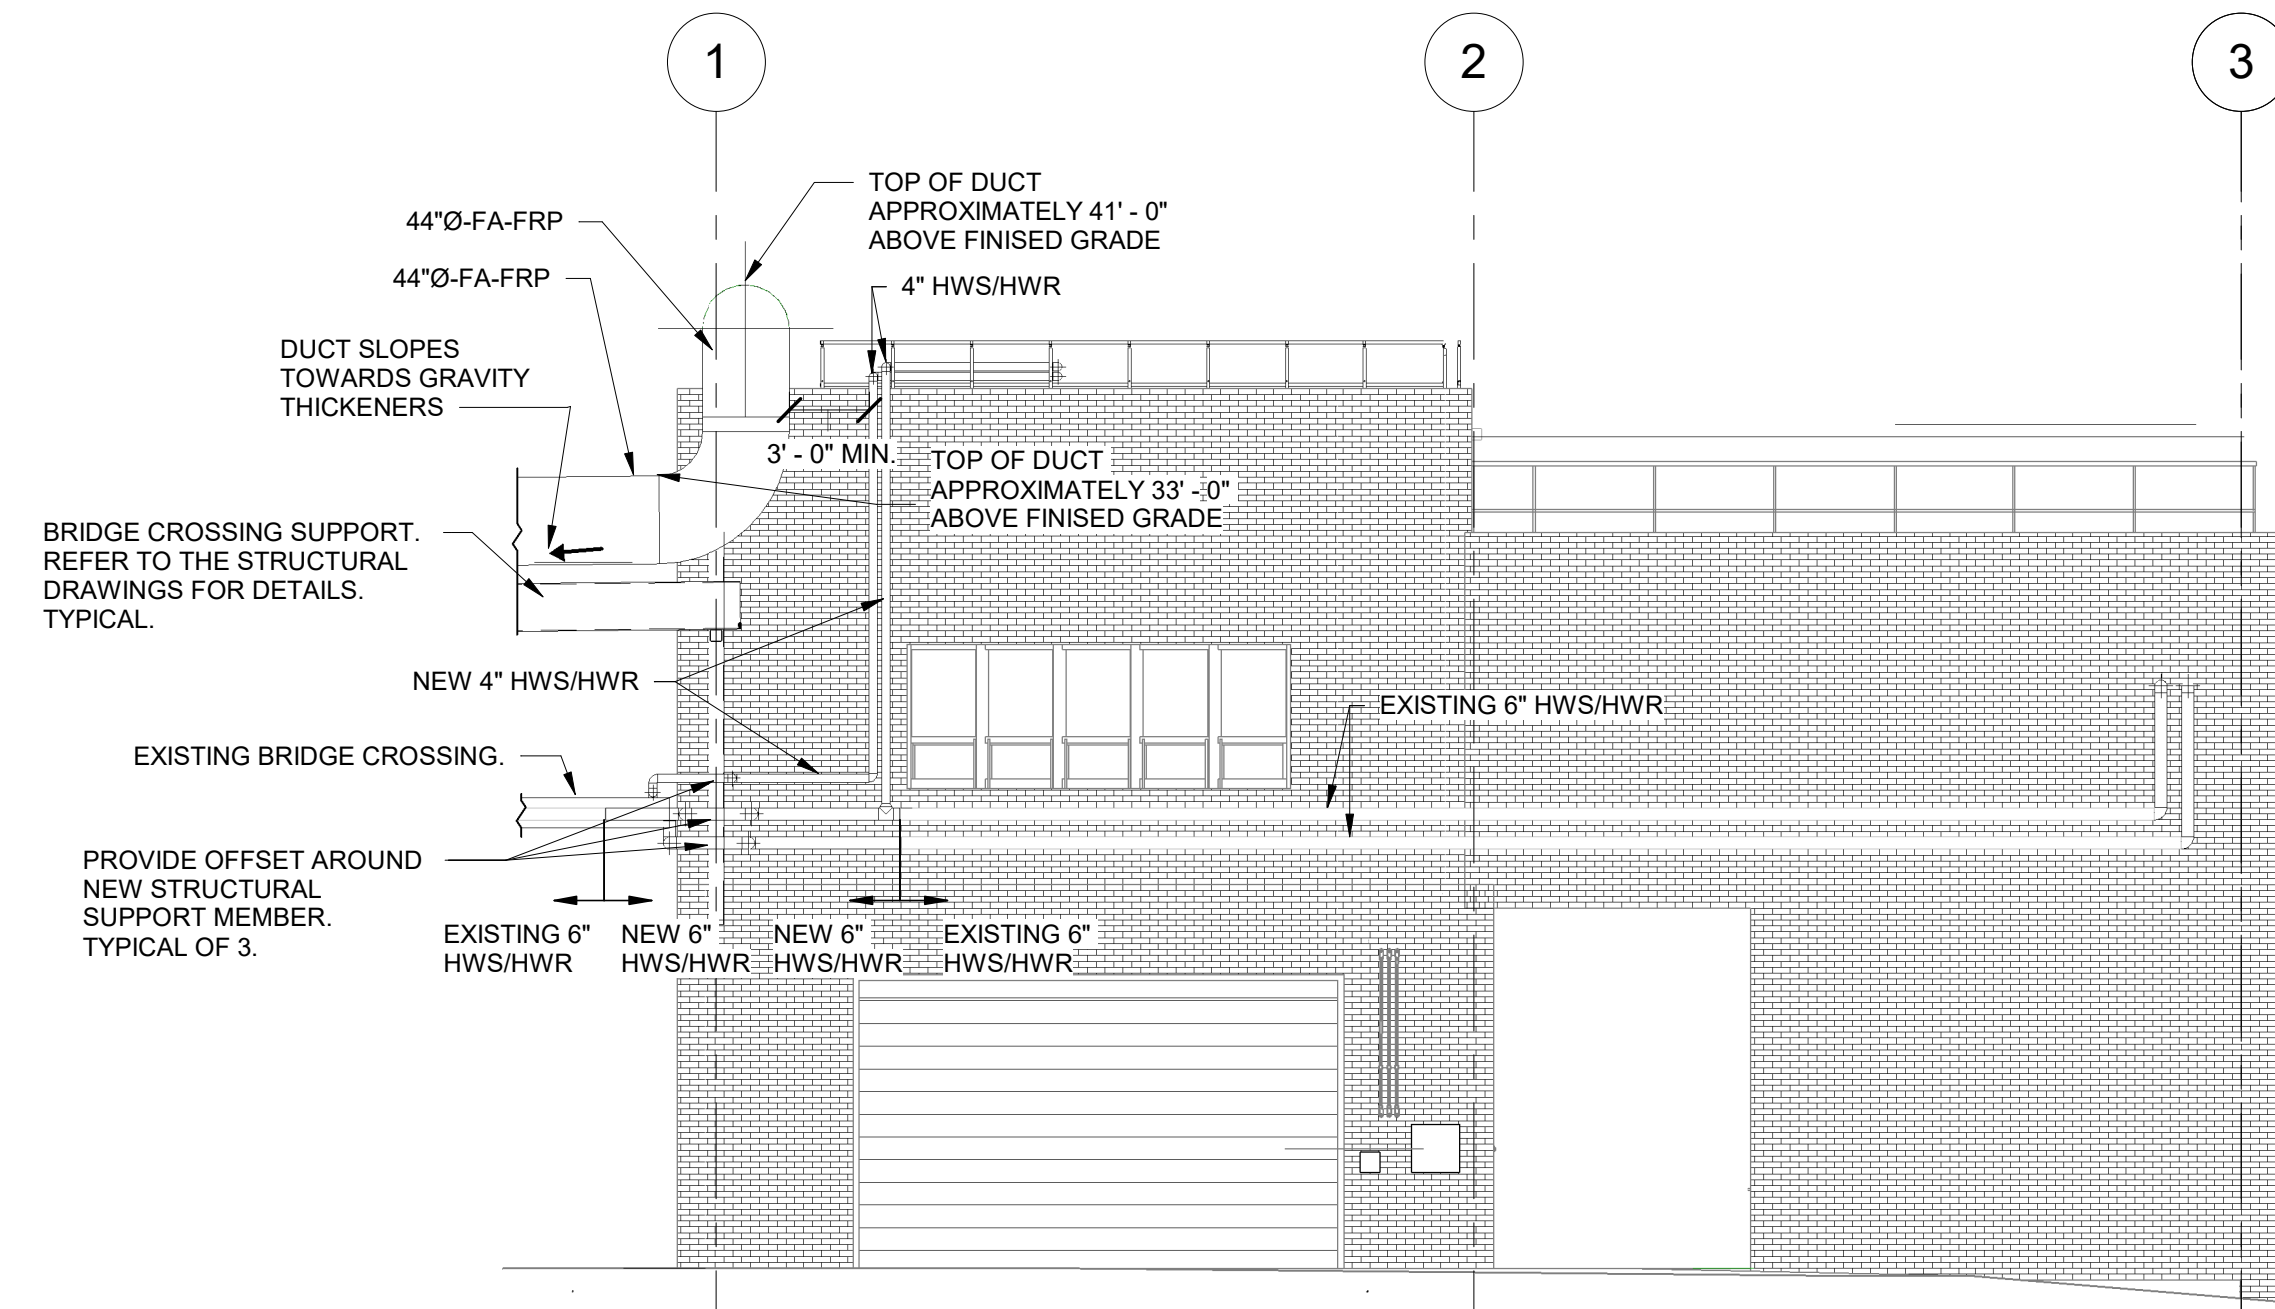 1
2
3
TOP OF DUCT
APPROXIMATELY 41' - 0"
ABOVE FINISED GRADE
44"Ø-FA-FRP
44"Ø-FA-FRP
4" HWS/HWR
DUCT SLOPES
TOWARDS GRAVITY
THICKENERS
3' - 0" MIN.
TOP OF DUCT
APPROXIMATELY 33' - 0"
ABOVE FINISED GRADE
BRIDGE CROSSING SUPPORT.
REFER TO THE STRUCTURAL
DRAWINGS FOR DETAILS.
TYPICAL.
NEW 4" HWS/HWR
EXISTING 6" HWS/HWR
EXISTING BRIDGE CROSSING.
PROVIDE OFFSET AROUND
NEW STRUCTURAL
SUPPORT MEMBER.
TYPICAL OF 3.
EXISTING 6"
HWS/HWR
NEW 6"
HWS/HWR
NEW 6"
HWS/HWR
EXISTING 6"
HWS/HWR